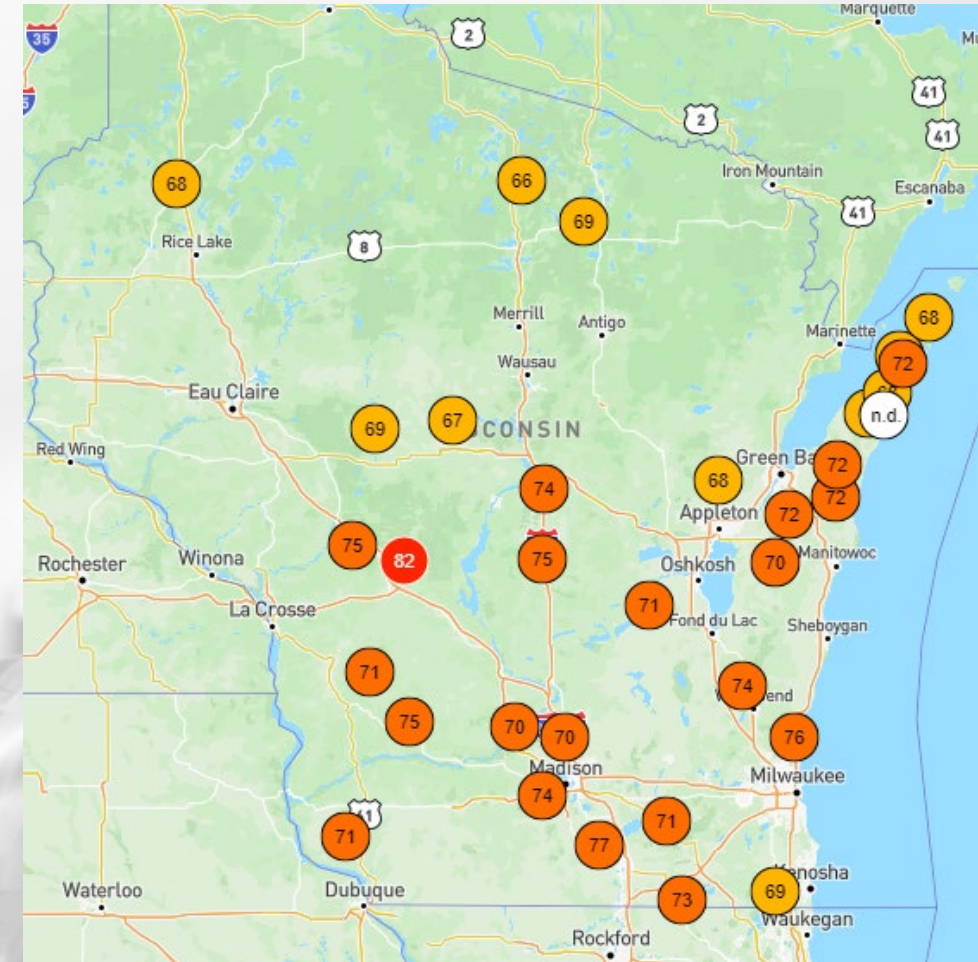 Marquette
35
2
41
2
41
Iron Mountain
Escanaba
68
66
69
41
Rice Lake
8
68
Merrill
Antigo
Marinette
72
Wausau
Eau Claire
n.d.
69
67
CONSIN
Red Wing
68
Green Ba
72
74
72
72
Appleton
75
82
75
70
Manitowoc
Rochester
Winona
Oshkosh
71
La Crosse
Fond du Lac
Sheboygan
71
74
end
75
70
70
76
Madison
Milwaukee
74
71
71
77
69
enosha
Waterloo
Dubuque
73
Waukegan
Rockford